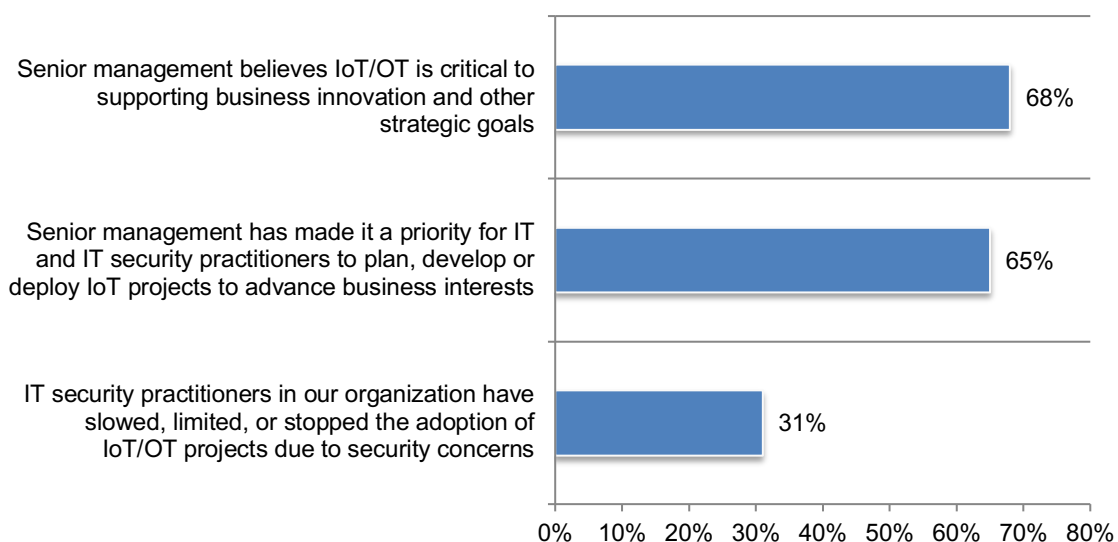 Senior management believes IoT/OT is critical to
supporting business innovation and other
strategic goals
68%
Senior management has made it a priority for IT
and IT security practitioners to plan, develop or
deploy IoT projects to advance business interests
65%
IT security practitioners in our organization have
slowed, limited, or stopped the adoption of
IoT/OT projects due to security concerns
31%
0% 10% 20% 30% 40% 50% 60% 70% 80%